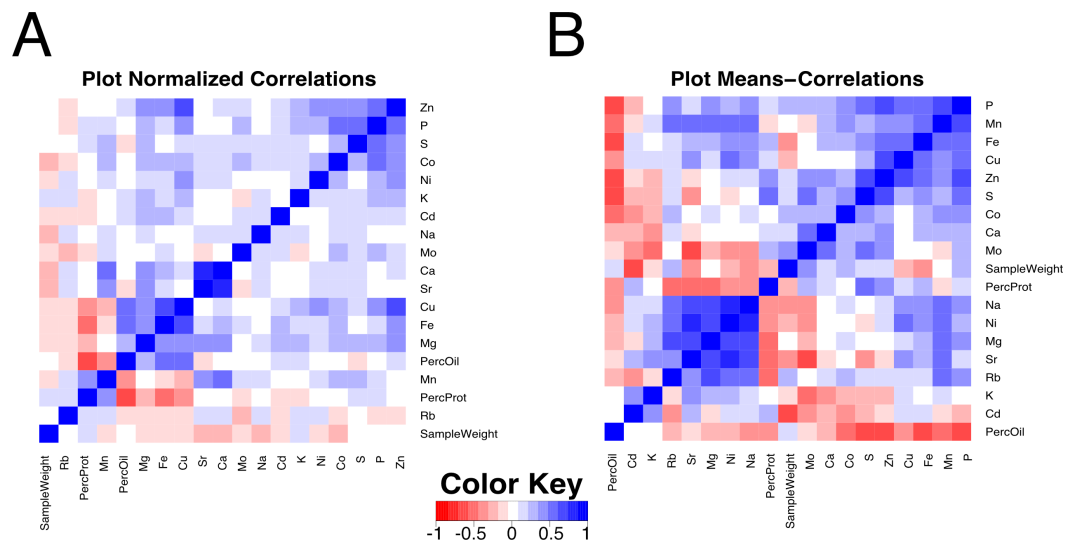 A
B
Plot Normalized Correlations
Plot Means−Correlations
Zn
P
S
Co
Ni
K
Cd
Na
Mo
Ca
Sr
Cu
Fe
Mg
PercOil
Mn
PercProt
Rb
SampleWeight
SampleWeight
Rb
PercProt
Mn
PercOil
Mg
Fe
Cu
Sr
Ca
Mo
Na
Cd
K
Ni
Co
S
P
Zn
P
Mn
Fe
Cu
Zn
S
Co
Ca
Mo
SampleWeight
PercProt
Na
Ni
Mg
Sr
Rb
K
Cd
PercOil
PercOil
Cd
K
Rb
Sr
Mg
Ni
Na
PercProt
SampleWeight
Mo
Ca
Co
S
Zn
Cu
Fe
Mn
P
Color Key
-1 -0.5 0 0.5 1